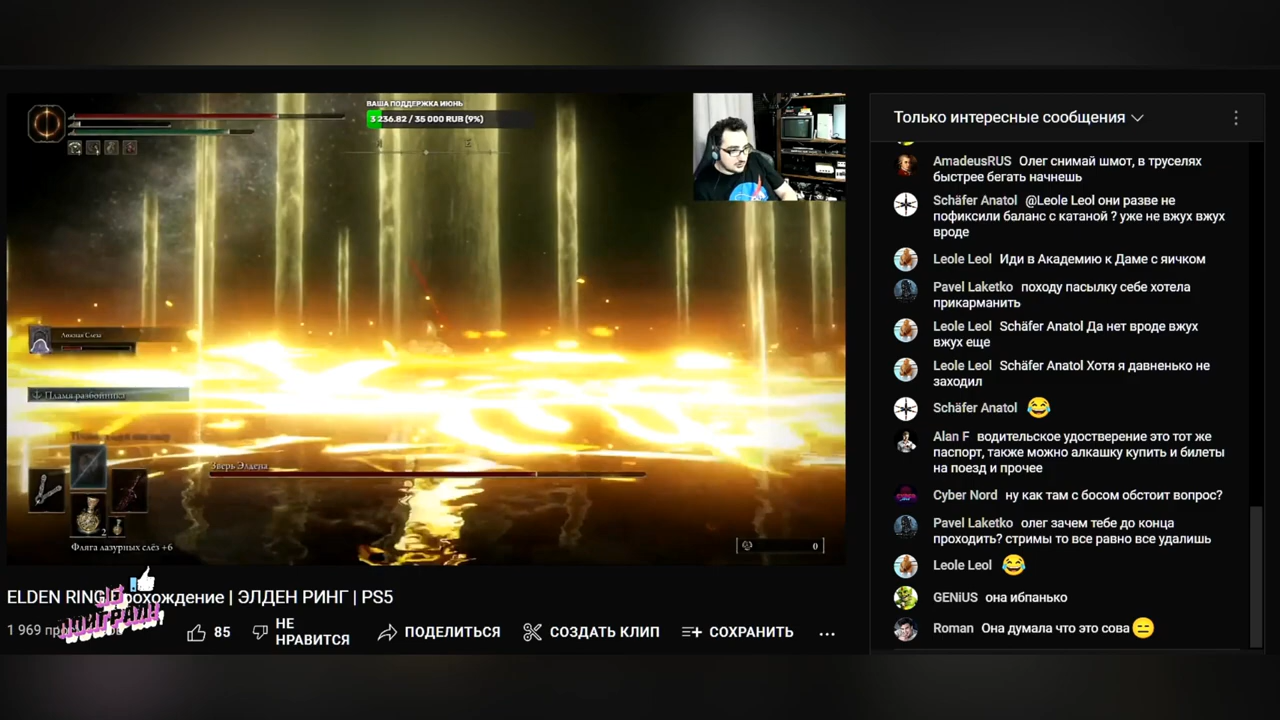 ВАША ПОДДЕРЖКА ИЮНЬ
3 236.82 / 35 000 RUB (9%)
Пламя разбойника
Зверь Элдена
2
Фляга лазурных слёз +6
0
ELDEN RING
рохождение | ЭЛДЕН РИНГ | PS5
1 969
85
НЕ
НРАВИТСЯ
ПОДЕЛИТЬСЯ
СОЗДАТЬ КЛИП
СОХРАНИТЬ
Только интересные сообщения
AmadeusRUS Олег снимай шмот, в труселях
быстрее бегать начнешь
Schäfer Anatol @Leole Leol они разве не
пофиксили баланс с катаной ? уже не вжух вжух
вроде
Leole Leol Иди в Академию к Даме с яичком
Pavel Laketko походу пасылку себе хотела
прикарманить
Leole Leol Schäfer Anatol Да нет вроде вжух
вжух еще
Leole Leol Schäfer Anatol Хотя я давненько не
заходил
Schäfer Anatol 😂
Alan F водительское удостверение это тот же
паспорт, также можно алкашку купить и билеты
на поезд и прочее
Cyber Nord ну как там с босом обстоит вопрос?
Pavel Laketko олег зачем тебе до конца
проходить? стримы то все равно все удалишь
Leole Leol 😂
GENiUS она ибпанько
Roman Она думала что это сова 😑